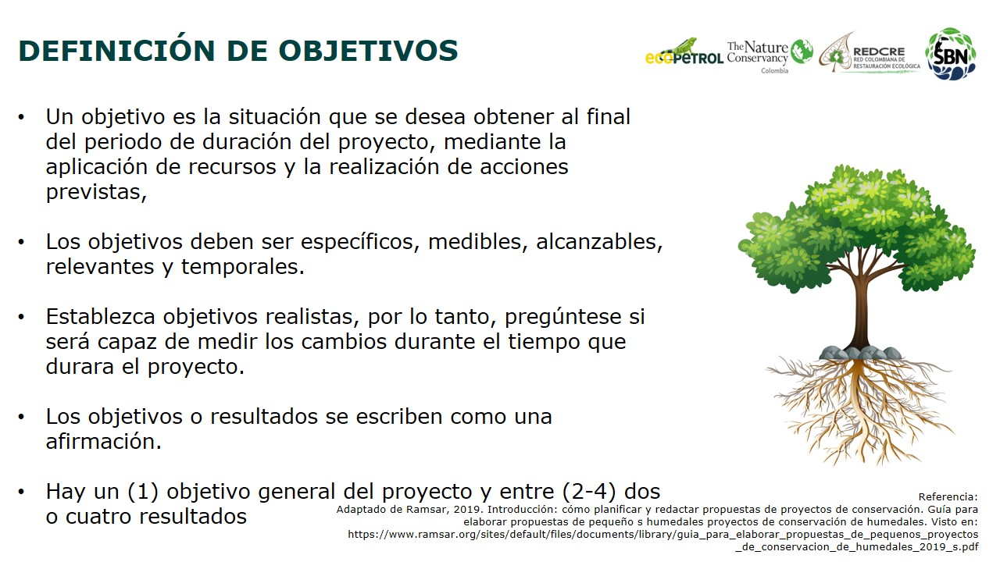 DEFINICIÓN DE OBJETIVOS
ecoPETROL
The Nature
Conservancy
Colombia
REDCRE
RED COLOMBIANA DE
RESTAURACIÓN ECOLÓGICA
SBN
• Un objetivo es la situación que se desea obtener al final
del periodo de duración del proyecto, mediante la
aplicación de recursos y la realización de acciones
previstas,
• Los objetivos deben ser específicos, medibles, alcanzables,
relevantes y temporales.
• Establezca objetivos realistas, por lo tanto, pregúntese si
será capaz de medir los cambios durante el tiempo que
durara el proyecto.
• Los objetivos o resultados se escriben como una
afirmación.
• Hay un (1) objetivo general del proyecto y entre (2-4) dos
o cuatro resultados
Referencia:
Adaptado de Ramsar, 2019. Introducción: cómo planificar y redactar propuestas de proyectos de conservación. Guía para
elaborar propuestas de pequeño s humedales proyectos de conservación de humedales. Visto en:
https://www.ramsar.org/sites/default/files/documents/library/guia_para_elaborar_propuestas_de_pequenos_proyectos
_de_conservacion_de_humedales_2019_s.pdf